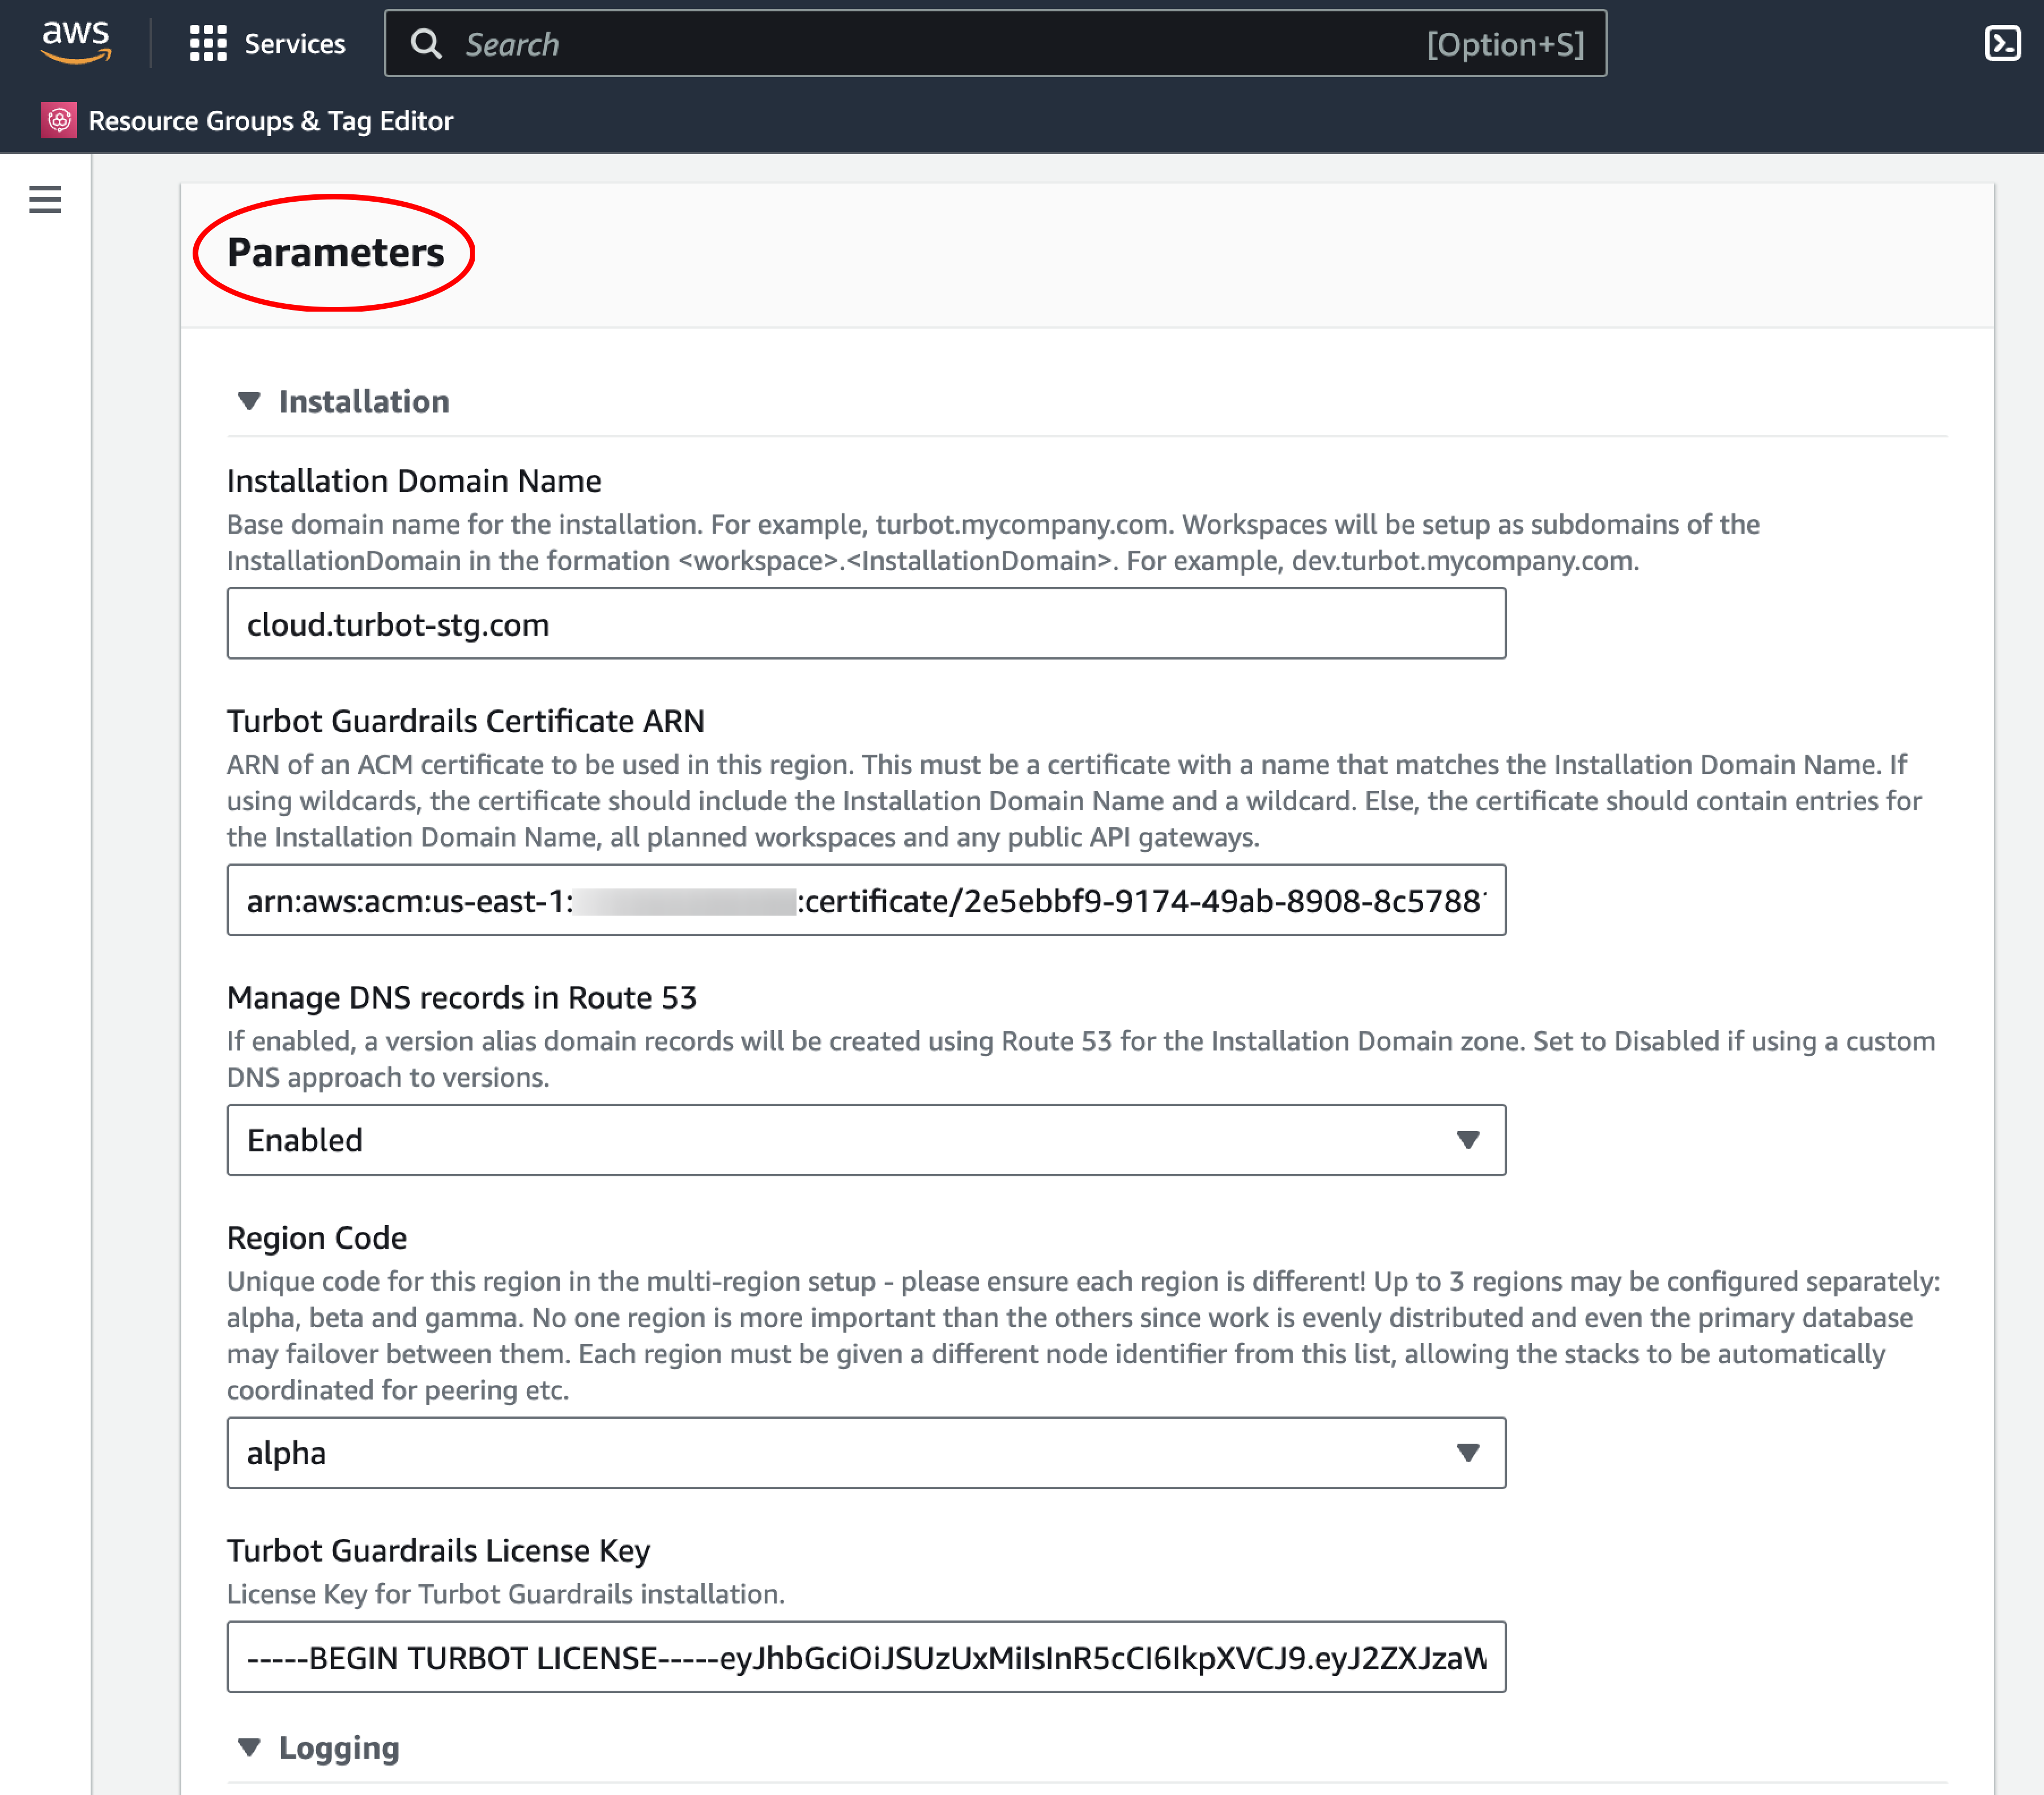 aws
Services
Search
[Option+S]
Resource Groups & Tag Editor
Parameters
Installation
Installation Domain Name
Base domain name for the installation. For example, turbot.mycompany.com. Workspaces will be setup as subdomains of the
InstallationDomain in the formation <workspace>.<InstallationDomain>. For example, dev.turbot.mycompany.com.
cloud.turbot-stg.com
Turbot Guardrails Certificate ARN
ARN of an ACM certificate to be used in this region. This must be a certificate with a name that matches the Installation Domain Name. If
using wildcards, the certificate should include the Installation Domain Name and a wildcard. Else, the certificate should contain entries for
the Installation Domain Name, all planned workspaces and any public API gateways.
arn:aws:acm:us-east-1: :certificate/2e5ebbf9-9174-49ab-8908-8c5788
Manage DNS records in Route 53
If enabled, a version alias domain records will be created using Route 53 for the Installation Domain zone. Set to Disabled if using a custom
DNS approach to versions.
Enabled
Region Code
Unique code for this region in the multi-region setup - please ensure each region is different! Up to 3 regions may be configured separately:
alpha, beta and gamma. No one region is more important than the others since work is evenly distributed and even the primary database
may failover between them. Each region must be given a different node identifier from this list, allowing the stacks to be automatically
coordinated for peering etc.
alpha
Turbot Guardrails License Key
License Key for Turbot Guardrails installation.
-----BEGIN TURBOT LICENSE-----eyJhbGciOiJSUzUxMiIsInR5cCI6IkpXVCJ9.eyJ2ZXJzaW
Logging